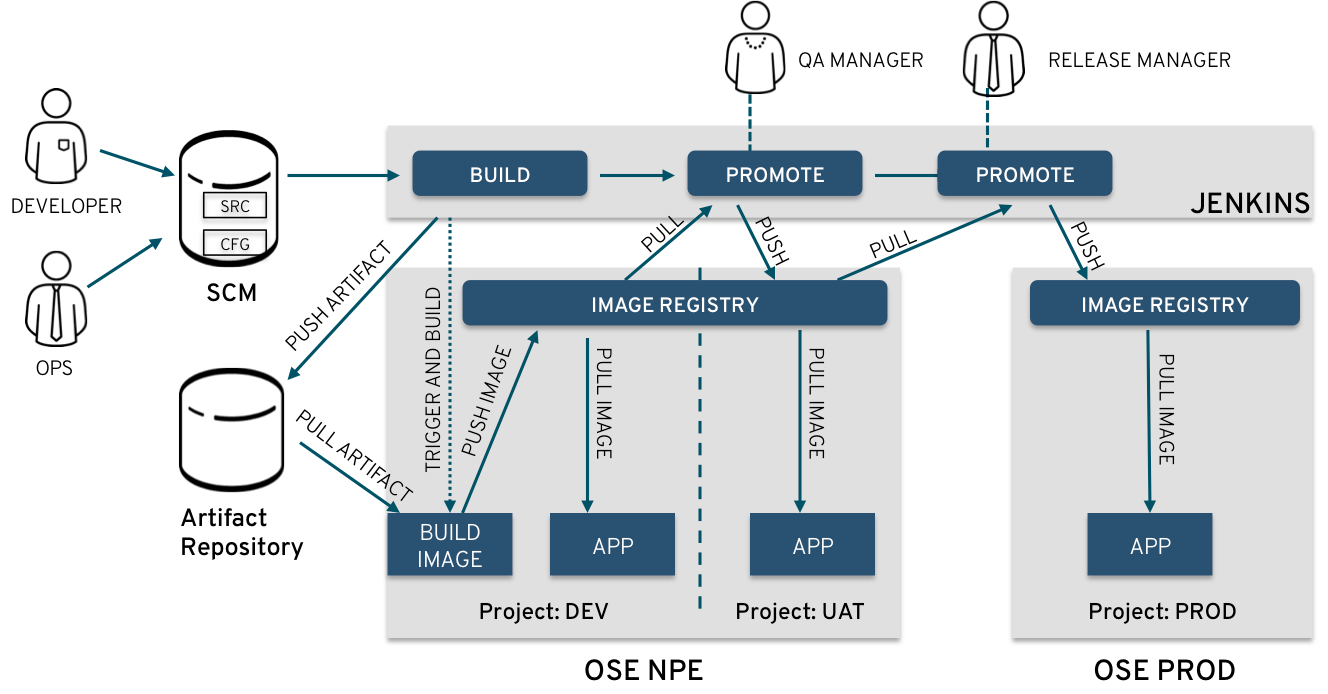 QA MANAGER
RELEASE MANAGER
DEVELOPER
OPS
SRC
CFG
SCM
BUILD
PROMOTE
PROMOTE
JENKINS
PUSH ARTIFACT
TRIGGER AND BUILD
PULL
PUSH
PULL
PUSH
IMAGE REGISTRY
IMAGE REGISTRY
PUSH IMAGE
PULL IMAGE
PULL IMAGE
PULL IMAGE
PULL ARTIFACT
Artifact
Repository
BUILD
IMAGE
APP
APP
APP
Project: DEV
Project: UAT
Project: PROD
OSE NPE
OSE PROD